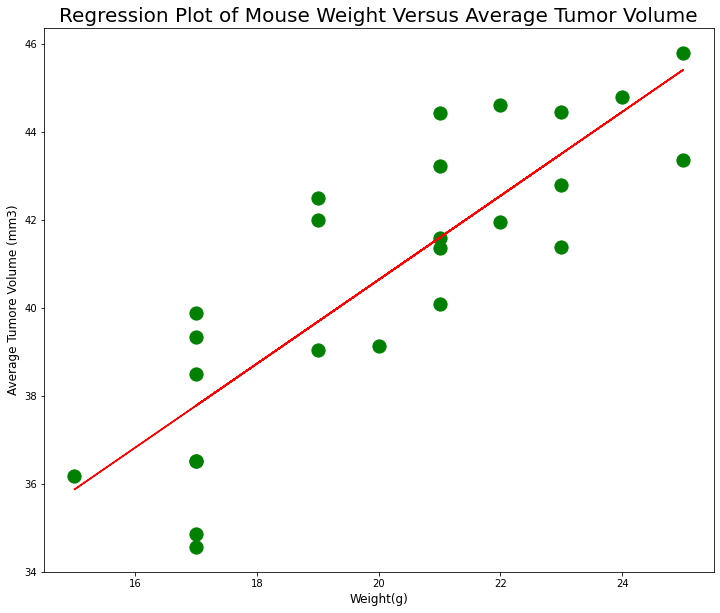 Regression Plot of Mouse Weight Versus Average Tumor Volume
46
44
42
40
38
36
34
Average Tumore Volume (mm3)
16 18 20 22 24
Weight(g)